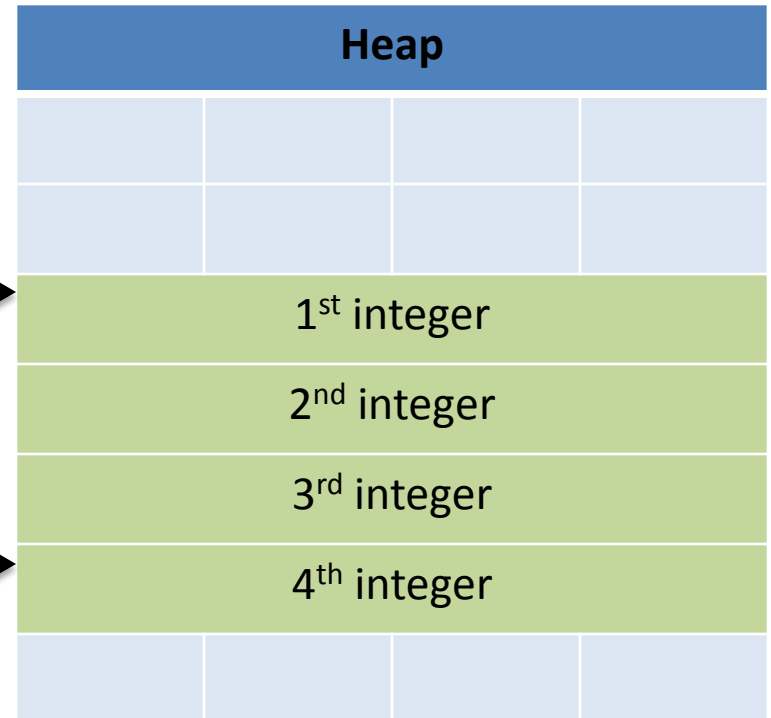 Heap
1st integer
2nd integer
3rd integer
4th integer